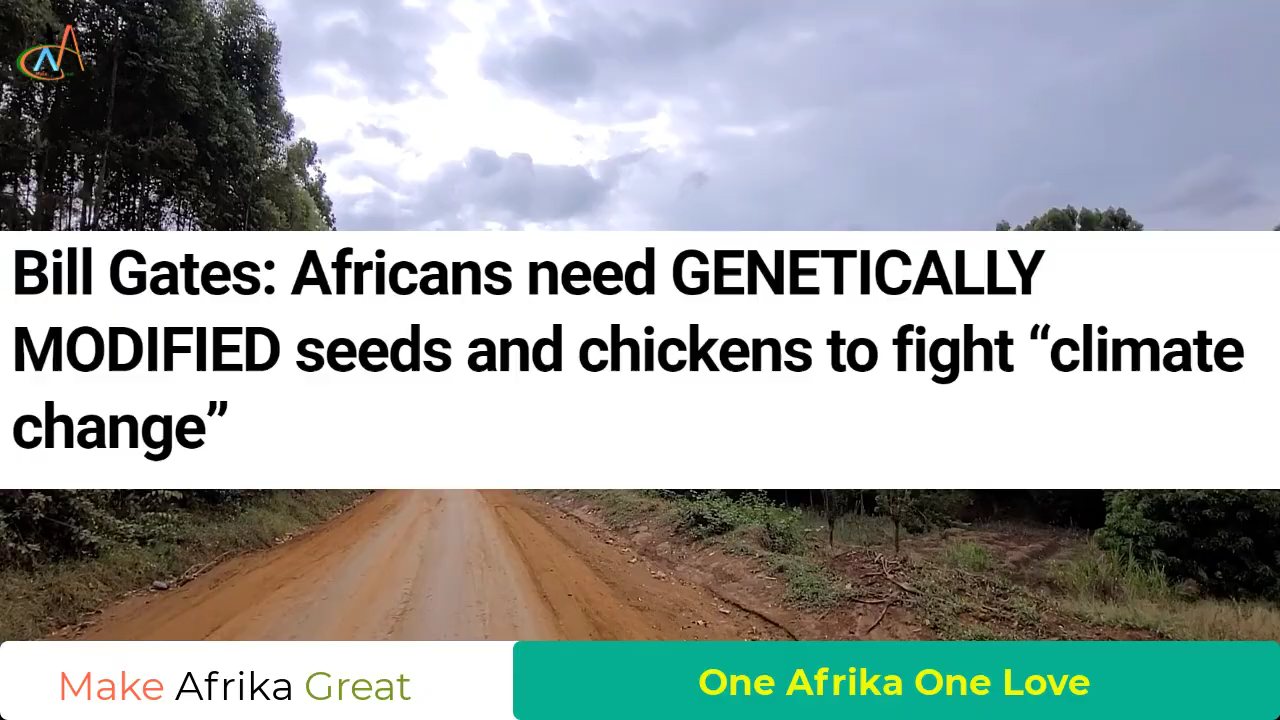 Bill Gates: Africans need GENETICALLY
MODIFIED seeds and chickens to fight “climate
change”
Make Afrika Great
One Afrika One Love